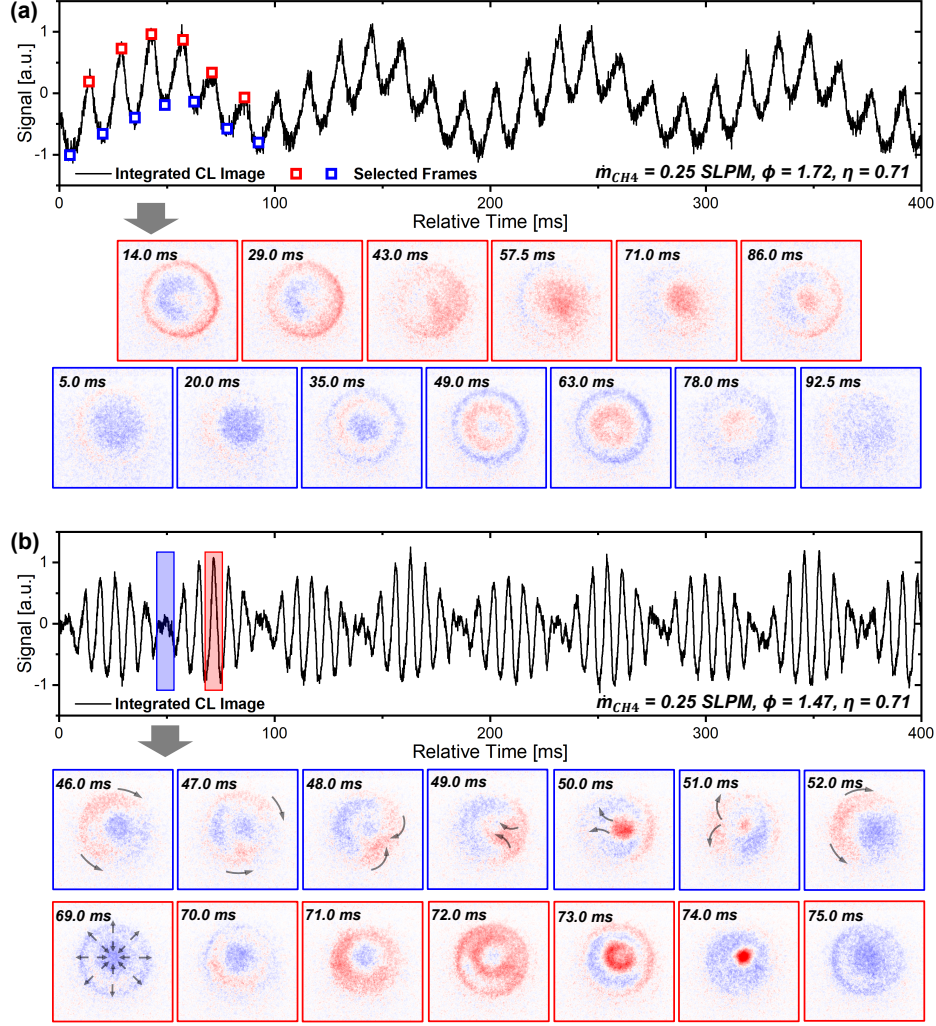 (a)
Signal [a.u.]
1
0
-1
Integrated CL Image
Selected Frames
ṁ_CH4 = 0.25 SLPM, ϕ = 1.72, η = 0.71
0 100 200 300 400
Relative Time [ms]
14.0 ms 29.0 ms 43.0 ms 57.5 ms 71.0 ms 86.0 ms
5.0 ms 20.0 ms 35.0 ms 49.0 ms 63.0 ms 78.0 ms 92.5 ms
(b)
Signal [a.u.]
1
0
-1
Integrated CL Image
ṁ_CH4 = 0.25 SLPM, ϕ = 1.47, η = 0.71
0 100 200 300 400
Relative Time [ms]
46.0 ms 47.0 ms 48.0 ms 49.0 ms 50.0 ms 51.0 ms 52.0 ms
69.0 ms 70.0 ms 71.0 ms 72.0 ms 73.0 ms 74.0 ms 75.0 ms